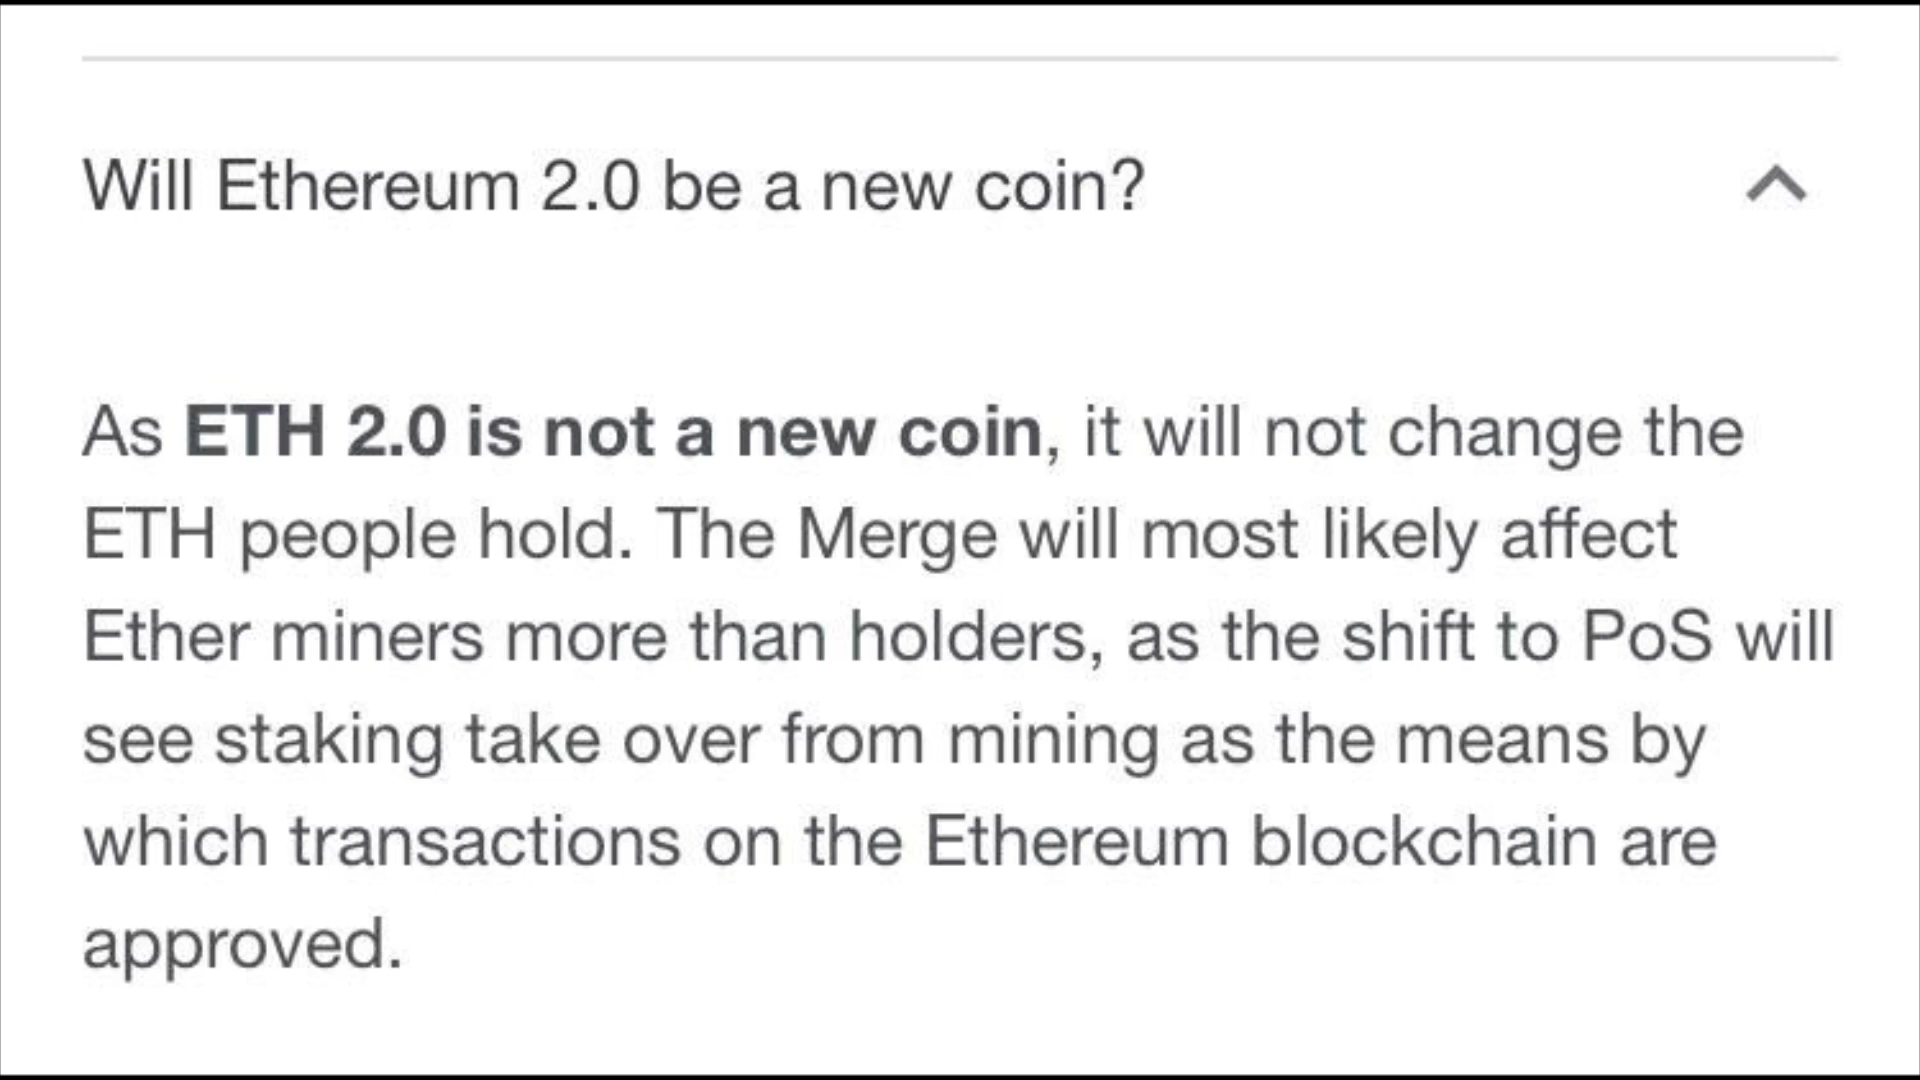 Will Ethereum 2.0 be a new coin?
As ETH 2.0 is not a new coin, it will not change the
ETH people hold. The Merge will most likely affect
Ether miners more than holders, as the shift to PoS will
see staking take over from mining as the means by
which transactions on the Ethereum blockchain are
approved.